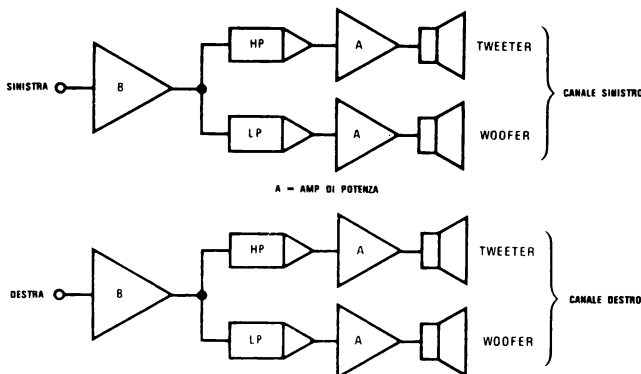 HP
A
TWEETER
SINISTRA
B
CANALE SINISTRO
LP
A
WOOFER
A = AMP DI POTENZA
HP
A
TWEETER
DESTRA
B
CANALE DESTRO
LP
A
WOOFER